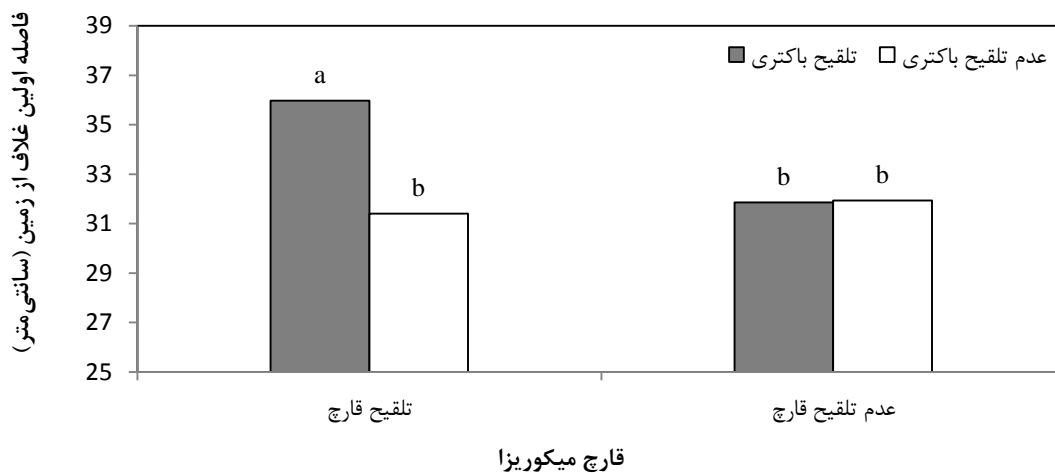 فاصله اولین غلاف از زمین (سانتی‌متر)
39
37
35
33
31
29
27
25
تلقیح باکتری عدم تلقیح باکتری
a
b
b
b
تلقیح قارچ
عدم تلقیح قارچ
قارچ میکوریزا